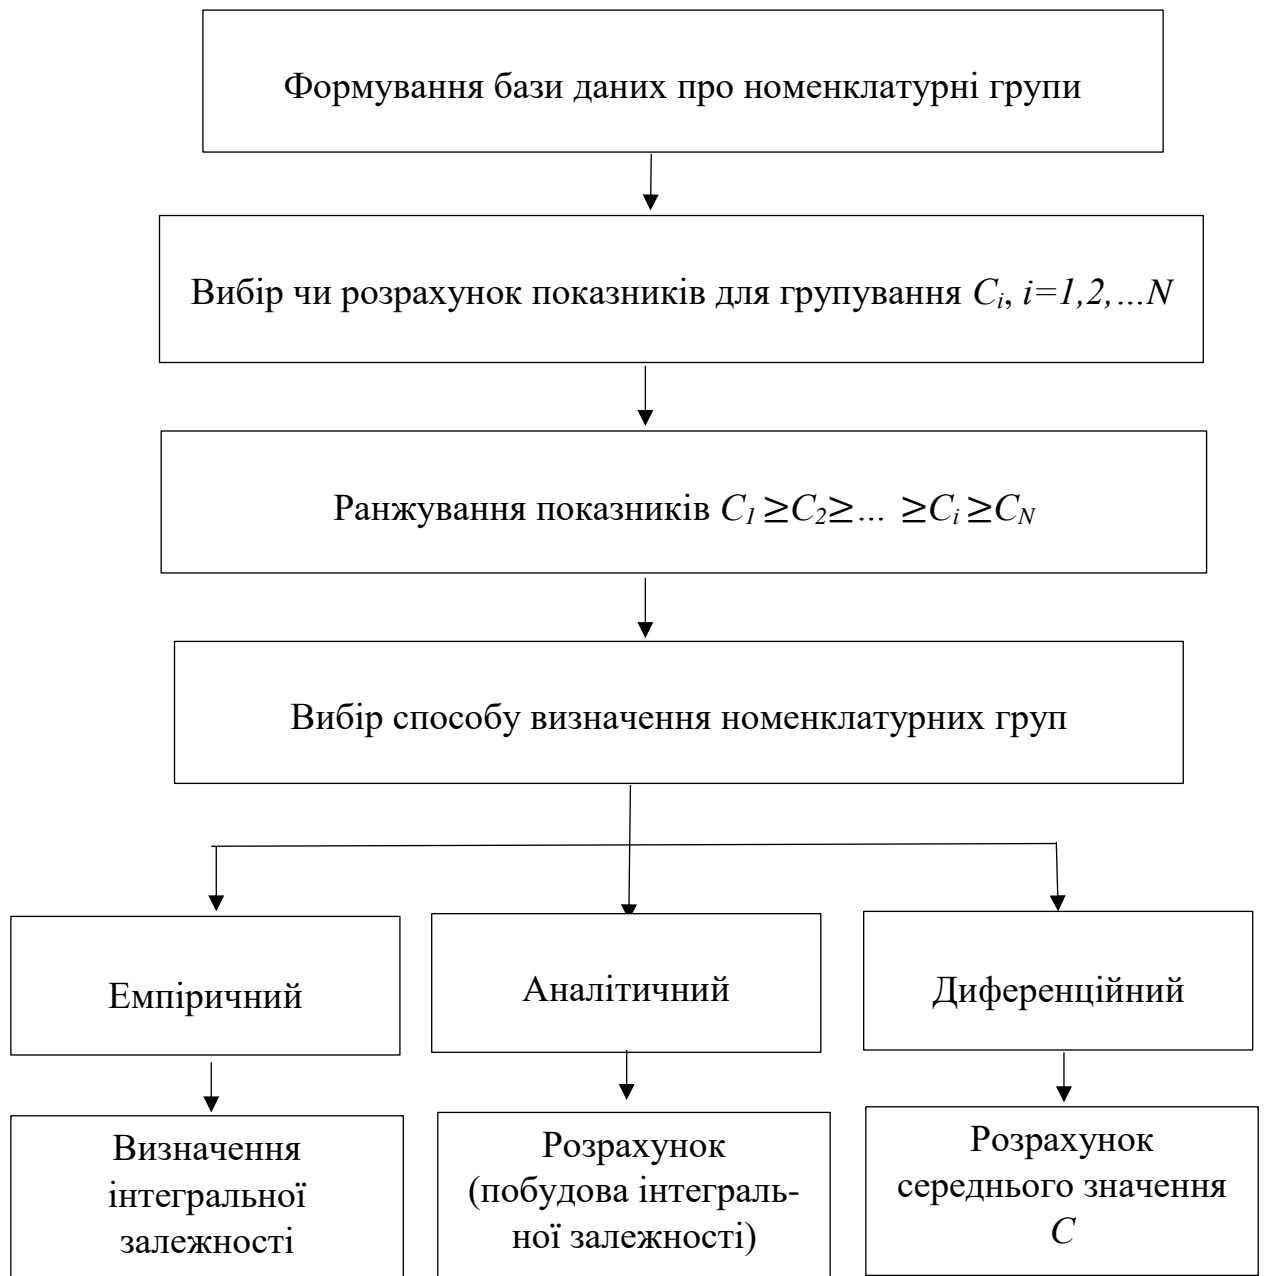 Формування бази даних про номенклатурні групи
Вибір чи розрахунок показників для групування Cᵢ, i=1,2,…N
Ранжування показників C₁ ≥C₂≥… ≥Cᵢ ≥C_N
Вибір способу визначення номенклатурних груп
Емпіричний
Аналітичний
Диференційний
Визначення
інтегральної
залежності
Розрахунок
(побудова інтеграль-
ної залежності)
Розрахунок
середнього значення
C